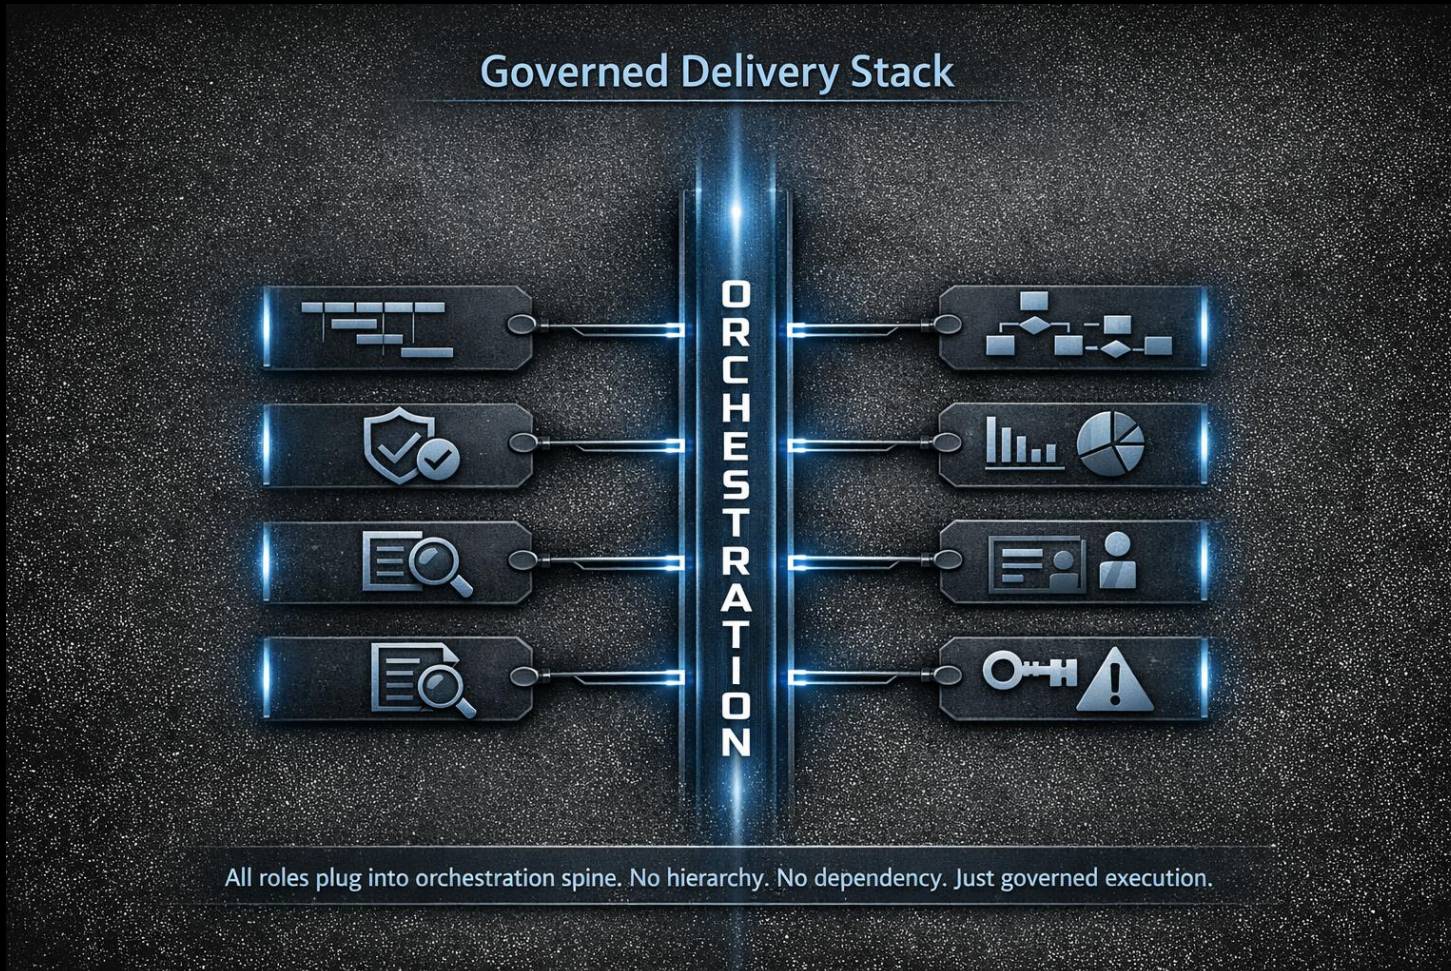 Governed Delivery Stack
ORCHESTRATION
All roles plug into orchestration spine. No hierarchy. No dependency. Just governed execution.